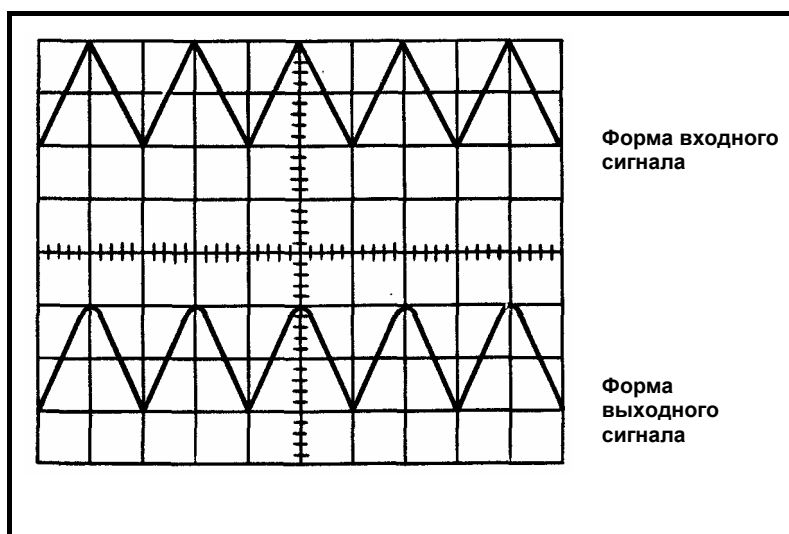 Форма входного
сигнала
Форма
выходного
сигнала